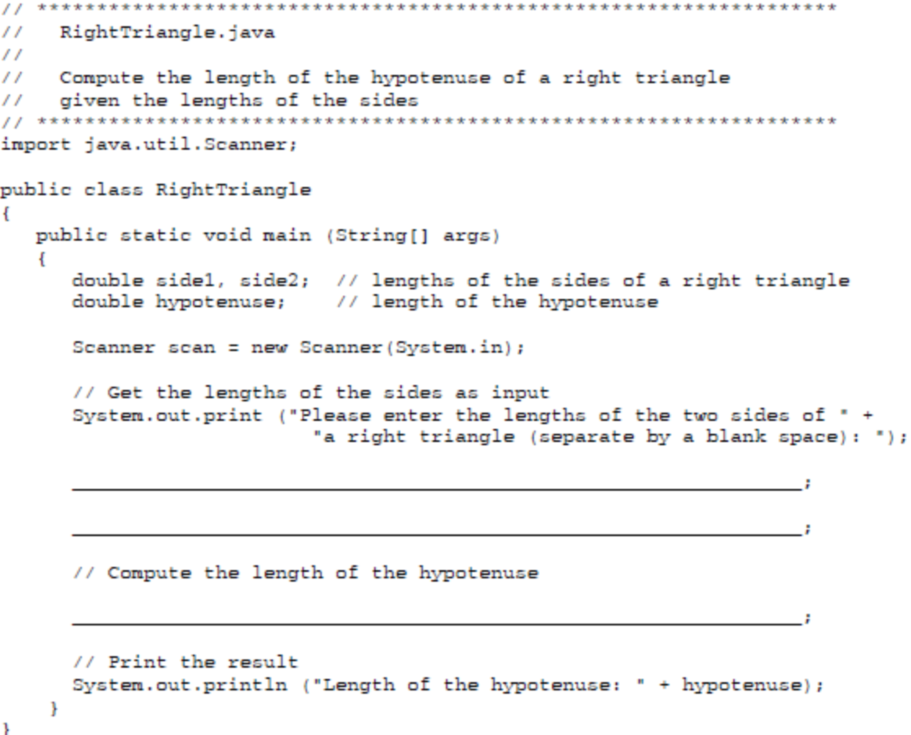 // *******************************************************************
//   RightTriangle.java
//
//   Compute the length of the hypotenuse of a right triangle
//   given the lengths of the sides
// *******************************************************************
import java.util.Scanner;
public class RightTriangle
{
   public static void main (String[] args)
   {
      double side1, side2;  // lengths of the sides of a right triangle
      double hypotenuse;    // length of the hypotenuse
      Scanner scan = new Scanner(System.in);
      // Get the lengths of the sides as input
      System.out.print ("Please enter the lengths of the two sides of " +
                          "a right triangle (separate by a blank space): ");
      _____________________________________________________________;
      _____________________________________________________________;
      // Compute the length of the hypotenuse
      _____________________________________________________________;
      // Print the result
      System.out.println ("Length of the hypotenuse: " + hypotenuse);
    }
}